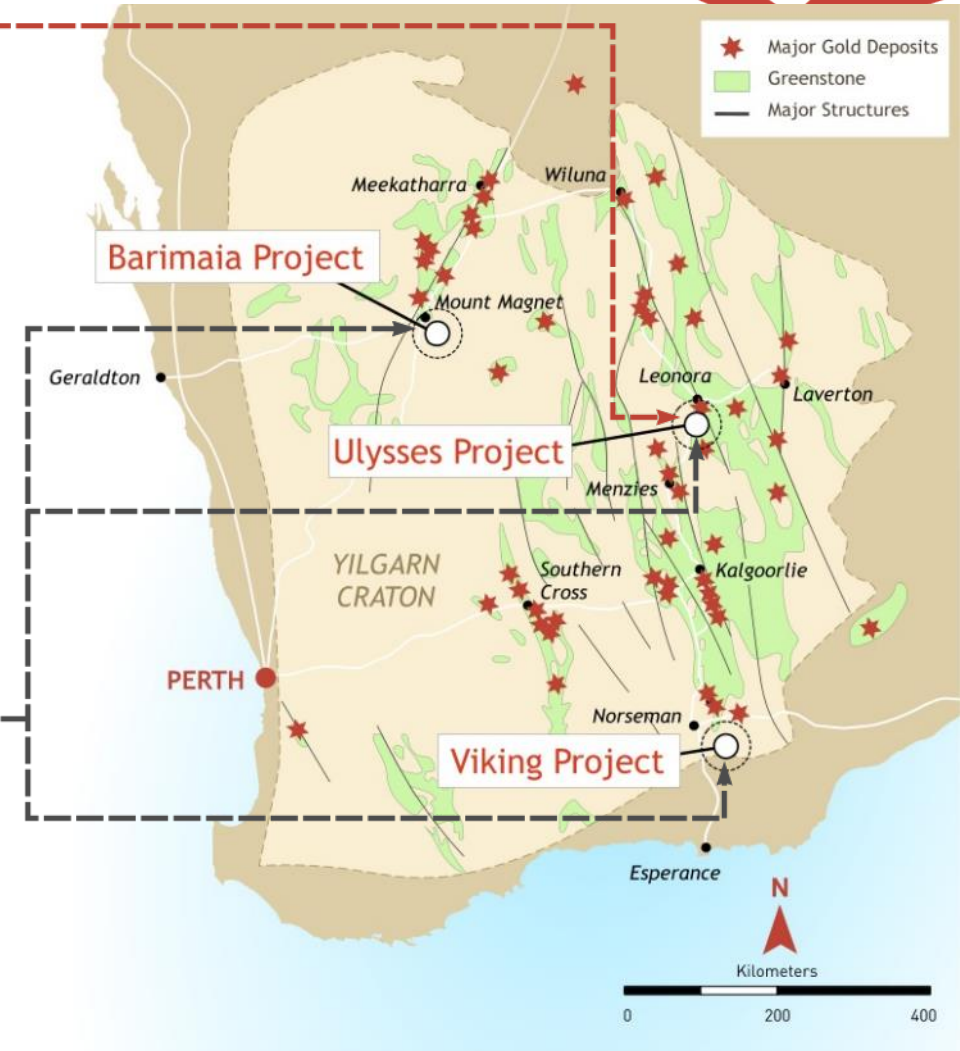 Major Gold Deposits
Greenstone
Major Structures
Wiluna
Meekatharra
Barimaia Project
Mount Magnet
Geraldton
Leonora
Laverton
Ulysses Project
Menzies
YILGARN
CRATON
Southern
Cross
Kalgoorlie
PERTH
Norseman
Viking Project
Esperance
N
Kilometers
0 200 400